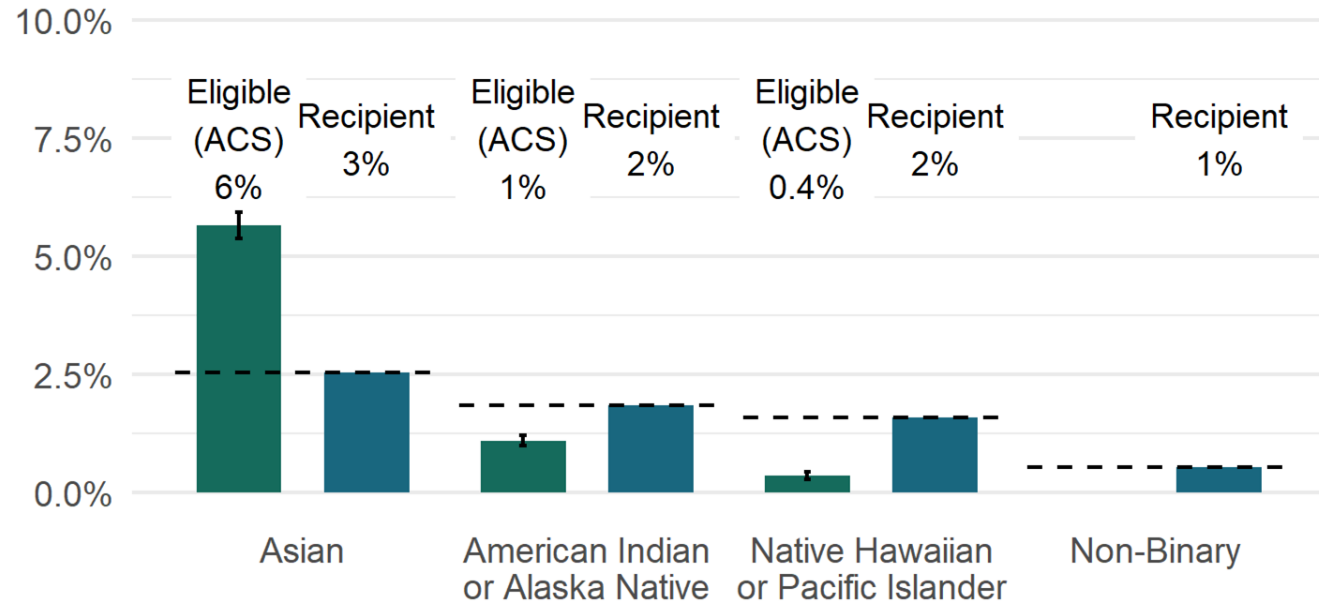 10.0%
7.5%
5.0%
2.5%
0.0%
Eligible
(ACS)
6%
Recipient
3%
Eligible
(ACS)
1%
Recipient
2%
Eligible
(ACS)
0.4%
Recipient
2%
Recipient
1%
Asian
American Indian
or Alaska Native
Native Hawaiian
or Pacific Islander
Non-Binary